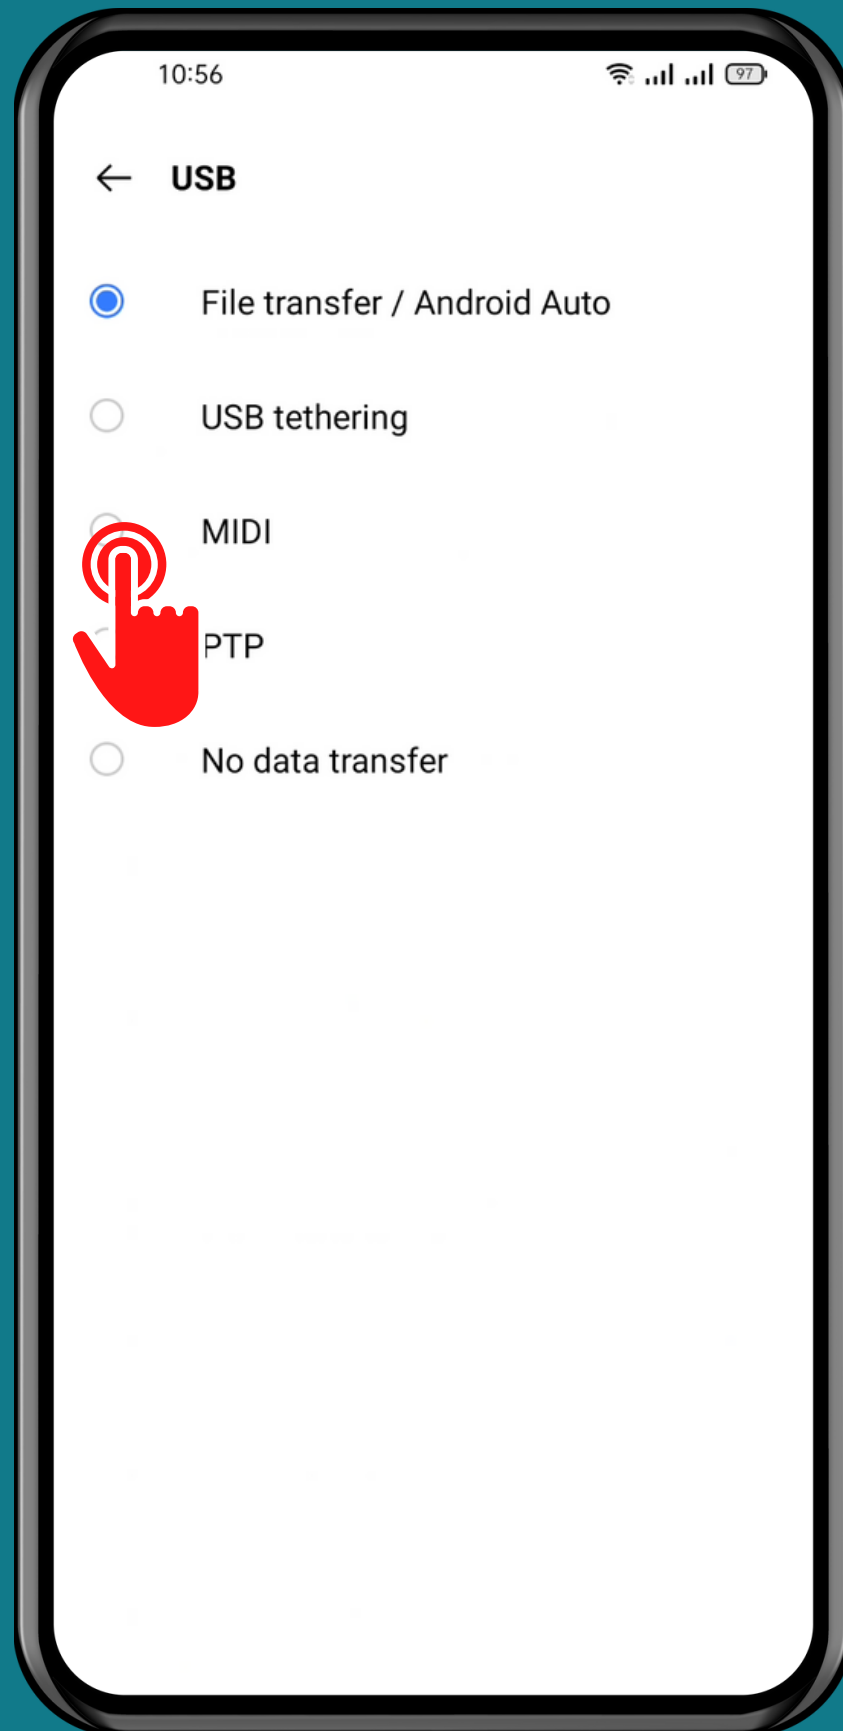 10:56
97
USB
File transfer / Android Auto
USB tethering
MIDI
PTP
No data transfer